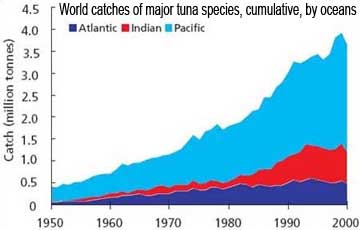 World catches of major tuna species, cumulative, by oceans
Atlantic Indian Pacific
Catch (million tonnes)
4.5
4.0
3.5
3.0
2.5
2.0
1.5
1.0
0.5
0
1950 1960 1970 1980 1990 2000